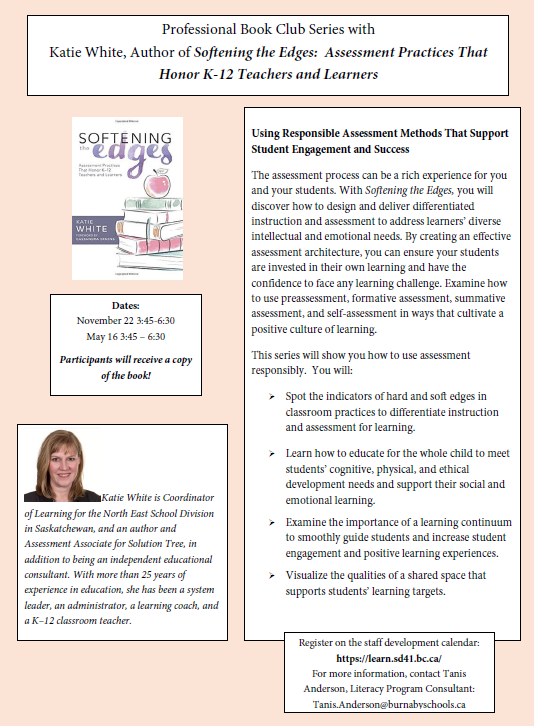 Professional Book Club Series with
Katie White, Author of Softening the Edges: Assessment Practices That
Honor K-12 Teachers and Learners
SOFTENING
the edges
Assessment Practices
That Honor K–12
Teachers and Learners
KATIE
WHITE
Dates:
November 22 3:45-6:30
May 16 3:45 – 6:30
Participants will receive a copy
of the book!
Katie White is Coordinator
of Learning for the North East School Division
in Saskatchewan, and an author and
Assessment Associate for Solution Tree, in
addition to being an independent educational
consultant. With more than 25 years of
experience in education, she has been a system
leader, an administrator, a learning coach, and
a K–12 classroom teacher.
Using Responsible Assessment Methods That Support
Student Engagement and Success
The assessment process can be a rich experience for you
and your students. With Softening the Edges, you will
discover how to design and deliver differentiated
instruction and assessment to address learners' diverse
intellectual and emotional needs. By creating an effective
assessment architecture, you can ensure your students
are invested in their own learning and have the
confidence to face any learning challenge. Examine how
to use preassessment, formative assessment, summative
assessment, and self-assessment in ways that cultivate a
positive culture of learning.
This series will show you how to use assessment
responsibly. You will:
➢ Spot the indicators of hard and soft edges in
classroom practices to differentiate instruction
and assessment for learning.
➢ Learn how to educate for the whole child to meet
students' cognitive, physical, and ethical
development needs and support their social and
emotional learning.
➢ Examine the importance of a learning continuum
to smoothly guide students and increase student
engagement and positive learning experiences.
➢ Visualize the qualities of a shared space that
supports students' learning targets.
Register on the staff development calendar:
https://learn.sd41.bc.ca/
For more information, contact Tanis
Anderson, Literacy Program Consultant:
Tanis.Anderson@burnabyschools.ca